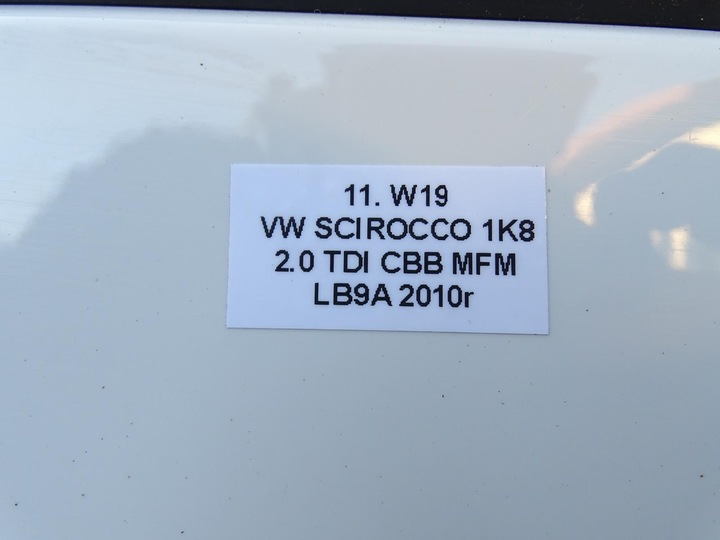 11. W19
VW SCIROCCO 1K8
2.0 TDI CBB MFM
LB9A 2010r